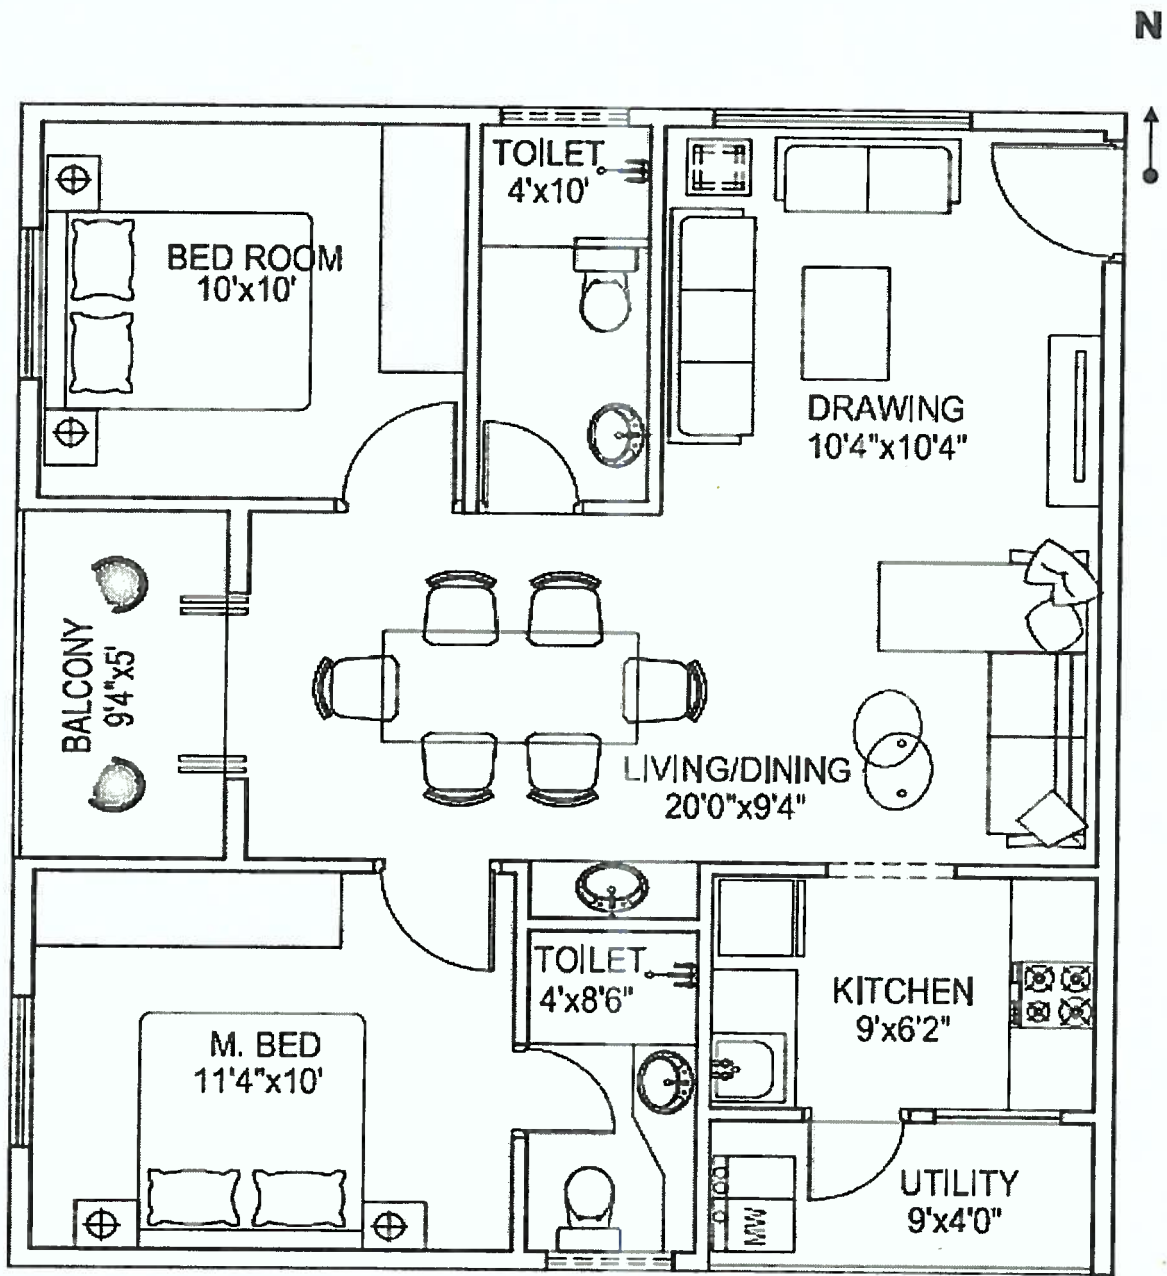 N
TOILET
4'x10'
BED ROOM
10'x10'
DRAWING
10'4"x10'4"
BALCONY
9'4"x5'
LIVING/DINING
20'0"x9'4"
TOILET
4'x8'6"
KITCHEN
9'x6'2"
M. BED
11'4"x10'
UTILITY
9'x4'0"
MW